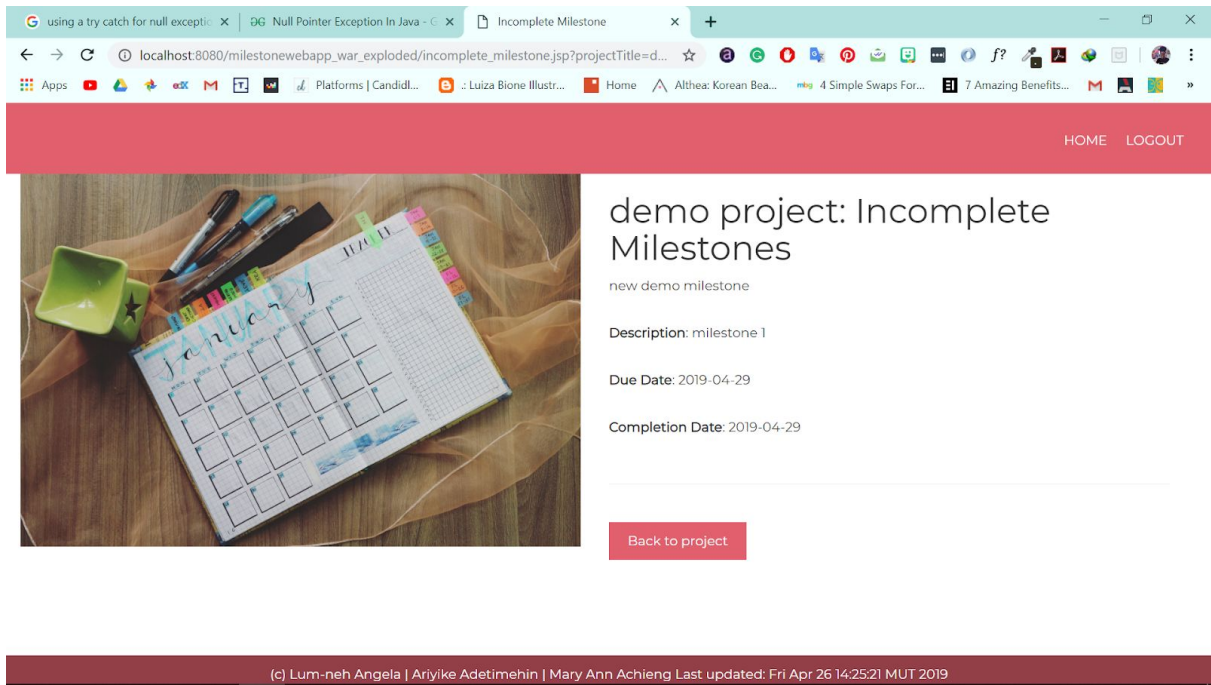 using a try catch for null exceptio
Null Pointer Exception In Java - G
Incomplete Milestone
localhost:8080/milestonewebapp_war_exploded/incomplete_milestone.jsp?projectTitle=d...
f?
Apps
Platforms | Candidl...
.: Luiza Bione Illustr...
Home
Althea: Korean Bea...
mbg 4 Simple Swaps For...
7 Amazing Benefits...
HOME LOGOUT
TRACKER
JANUARY
january
demo project: Incomplete
Milestones
new demo milestone
Description: milestone 1
Due Date: 2019-04-29
Completion Date: 2019-04-29
Back to project
(c) Lum-neh Angela | Ariyike Adetimehin | Mary Ann Achieng Last updated: Fri Apr 26 14:25:21 MUT 2019